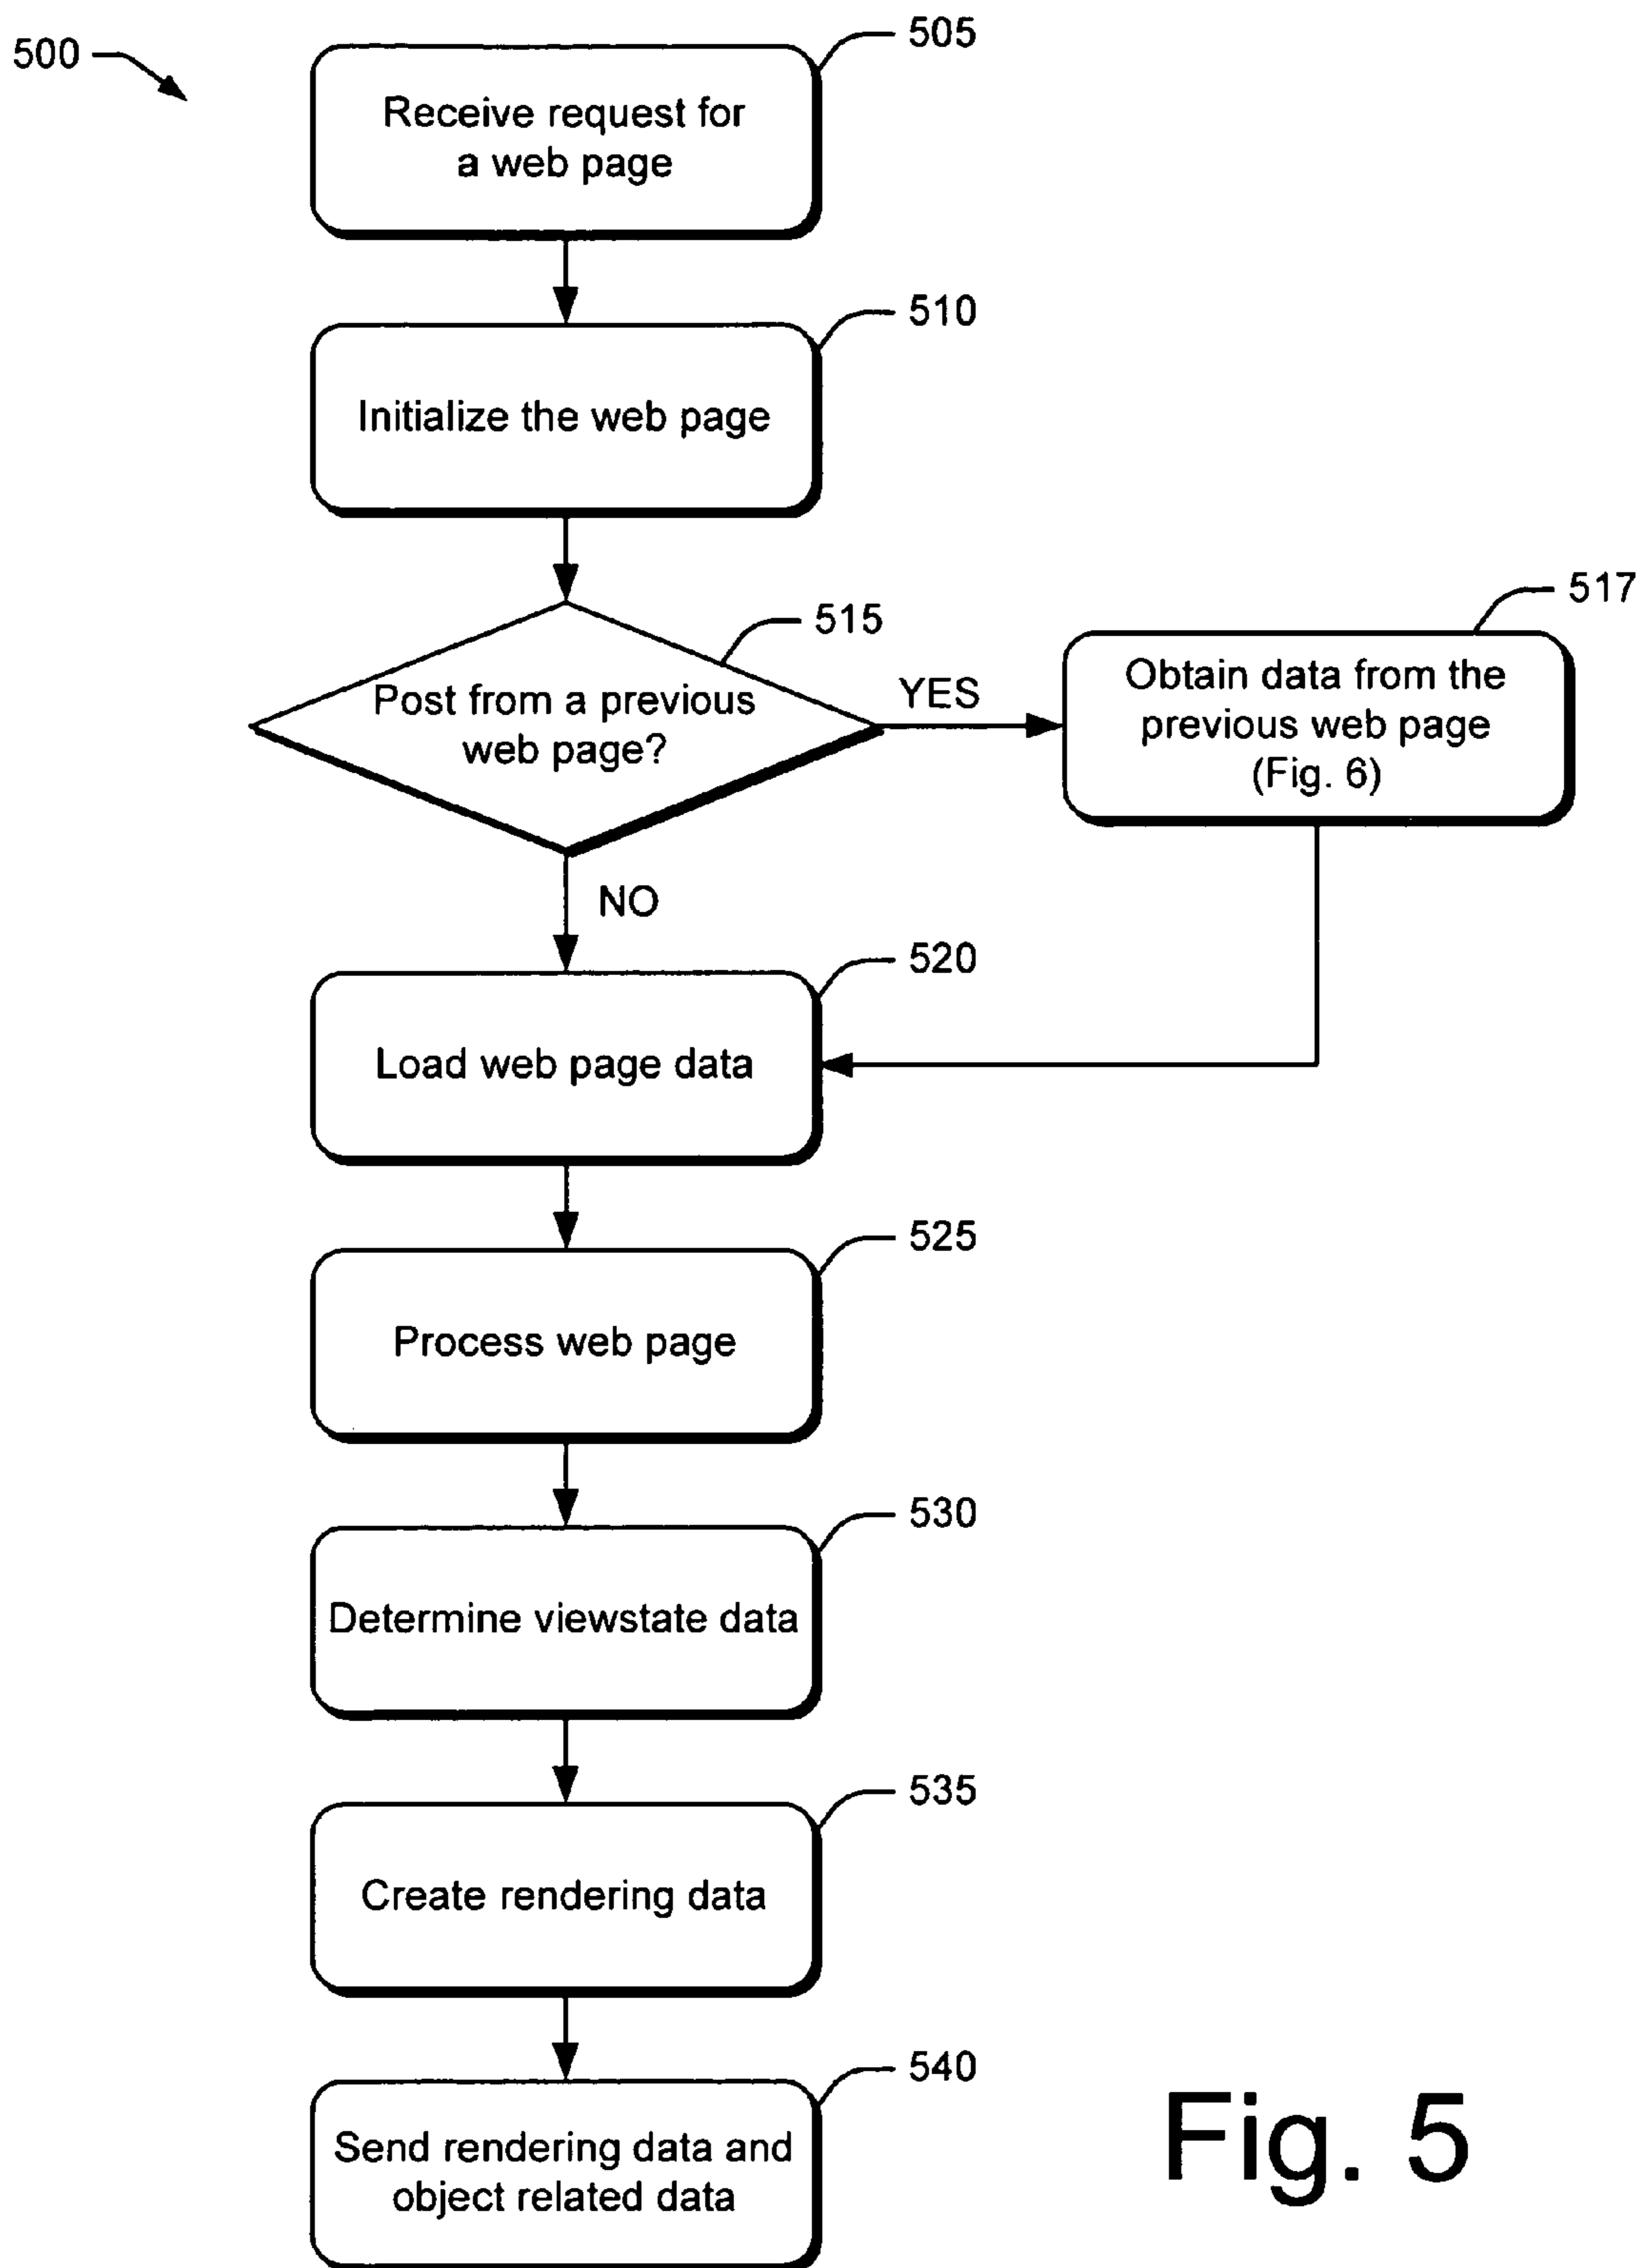 500
505
Receive request for
a web page
510
Initialize the web page
515
Post from a previous
web page?
YES
517
Obtain data from the
previous web page
(Fig. 6)
NO
520
Load web page data
525
Process web page
530
Determine viewstate data
535
Create rendering data
540
Send rendering data and
object related data
Fig. 5